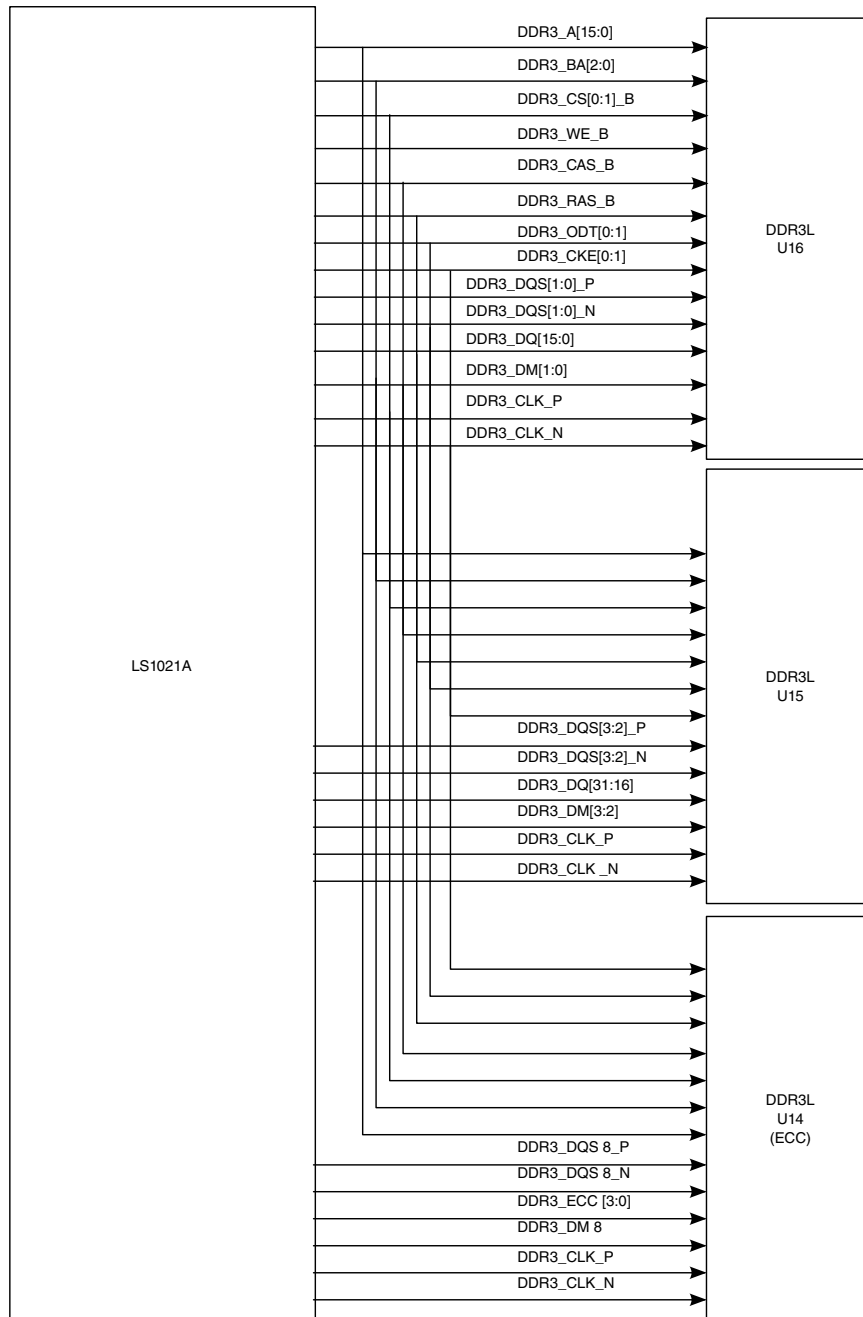 DDR3_A[15:0]
DDR3_BA[2:0]
DDR3_CS[0:1]_B
DDR3_WE_B
DDR3_CAS_B
DDR3_RAS_B
DDR3_ODT[0:1]
DDR3_CKE[0:1]
DDR3_DQS[1:0]_P
DDR3_DQS[1:0]_N
DDR3_DQ[15:0]
DDR3_DM[1:0]
DDR3_CLK_P
DDR3_CLK_N
DDR3L
U16
LS1021A
DDR3L
U15
DDR3_DQS[3:2]_P
DDR3_DQS[3:2]_N
DDR3_DQ[31:16]
DDR3_DM[3:2]
DDR3_CLK_P
DDR3_CLK _N
DDR3L
U14
(ECC)
DDR3_DQS 8_P
DDR3_DQS 8_N
DDR3_ECC [3:0]
DDR3_DM 8
DDR3_CLK_P
DDR3_CLK_N